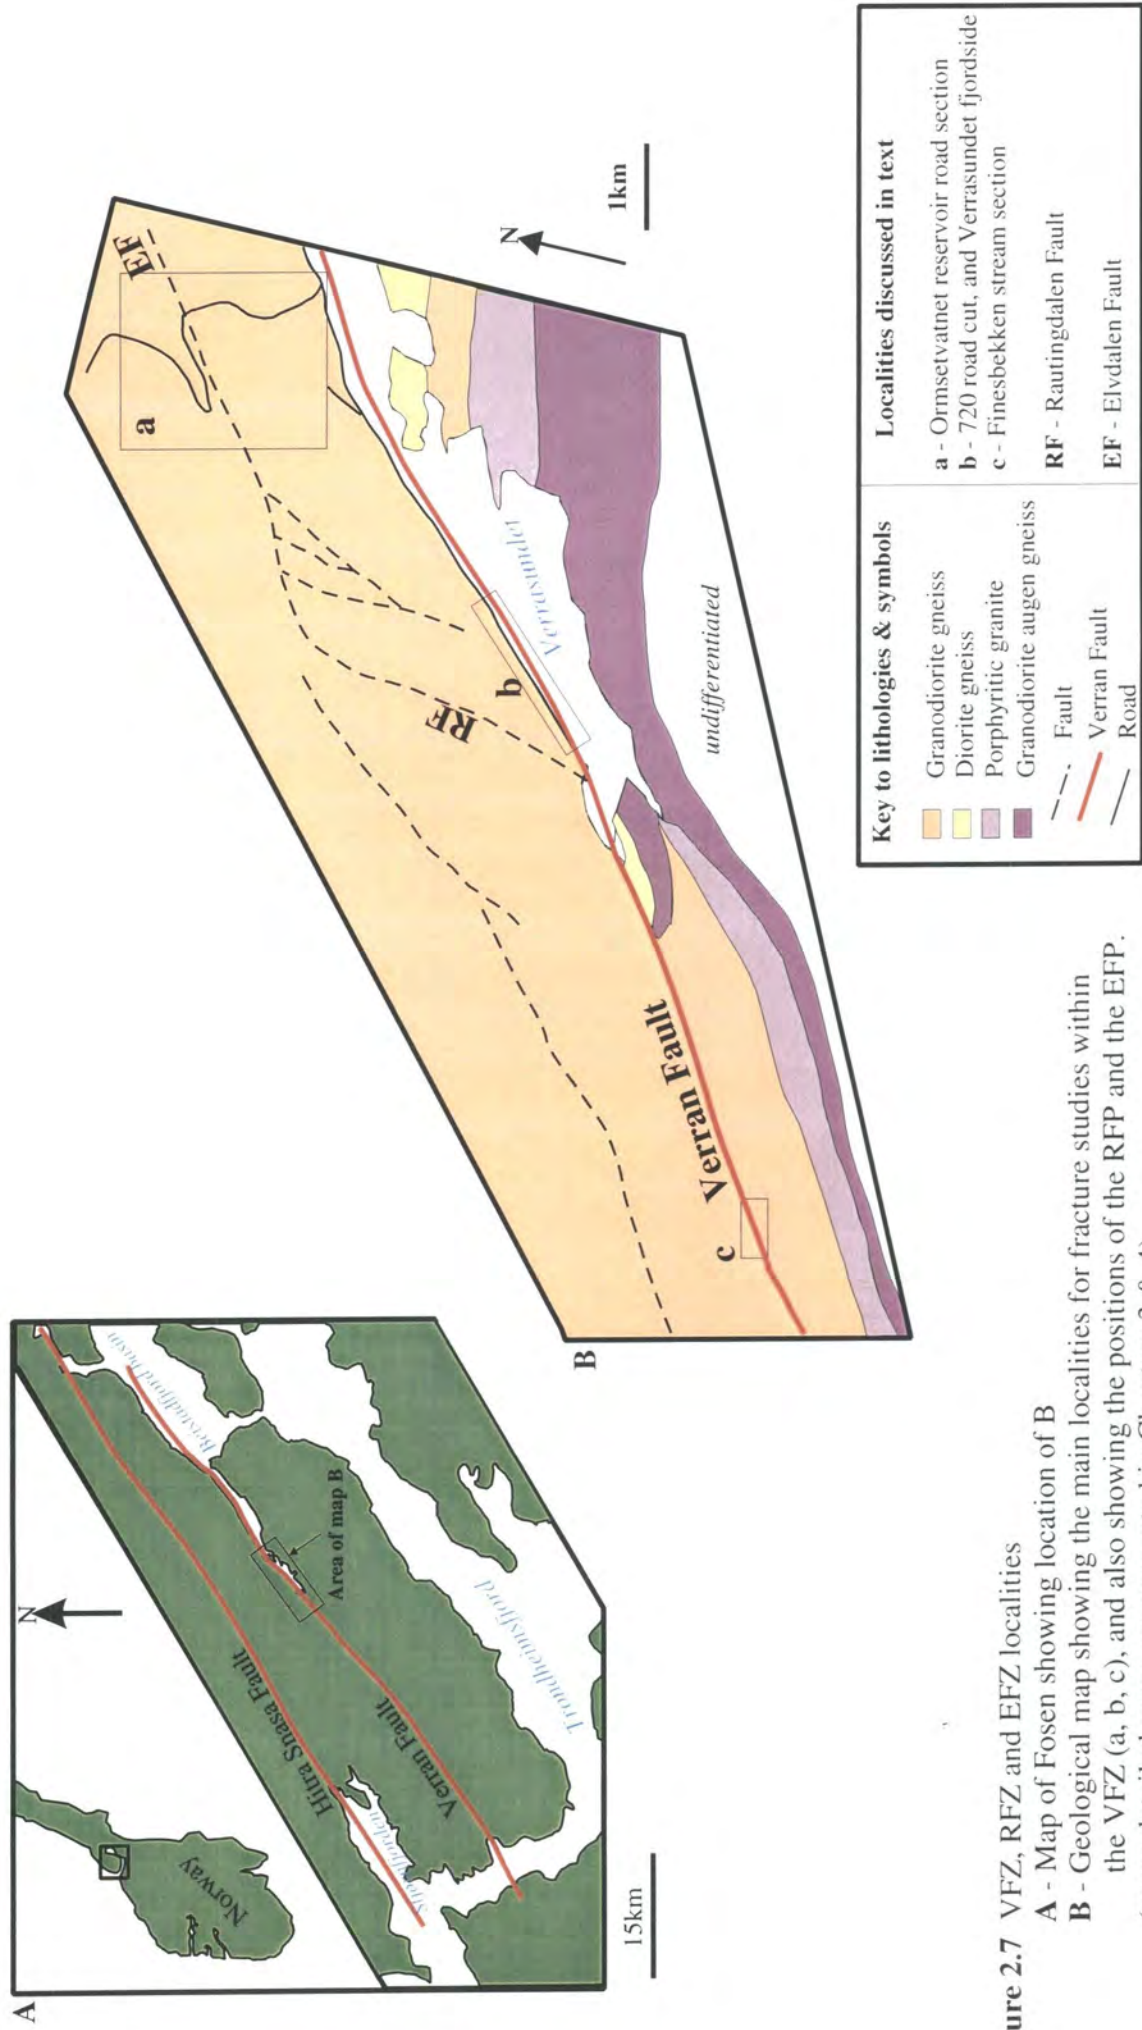 A
N
Norway
Hitra Snasa Fault
Verran Fault
Beistadfjord basin
Area of map B
Trondheimsfjord
15km
B
EF
a
N
1km
RF
b
Verrasundet
undifferentiated
Verran Fault
c
Key to lithologies & symbols
Granodiorite gneiss
Diorite gneiss
Porphyritic granite
Granodiorite augen gneiss
Fault
Verran Fault
Road
Localities discussed in text
a - Ormsetvatnet reservoir road section
b - 720 road cut, and Verrasundet fjordside
c - Finesbekken stream section
RF - Rautingdalen Fault
EF - Elvdalen Fault
ure 2.7 VFZ, RFZ and EFZ localities
A - Map of Fosen showing location of B
B - Geological map showing the main localities for fracture studies within
the VFZ (a, b, c), and also showing the positions of the RFP and the EFP.